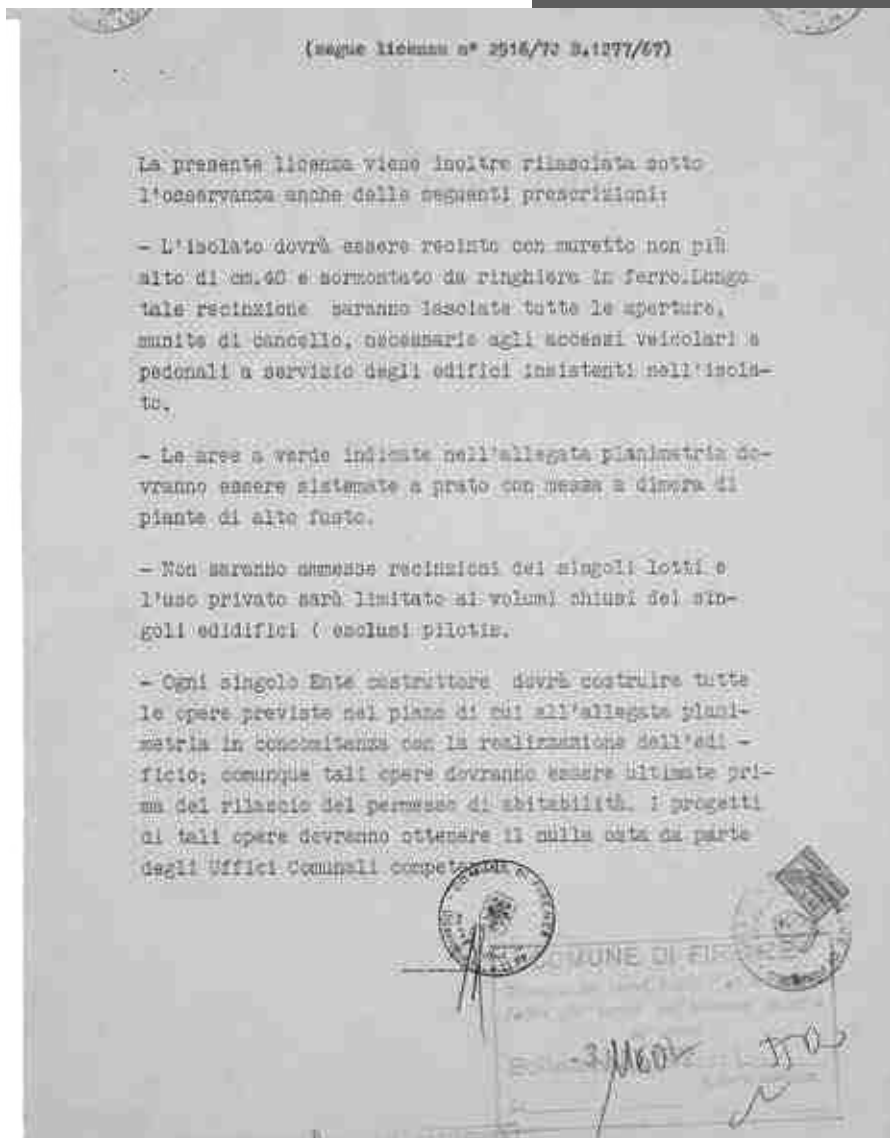 (segue licenza n° 2516/72 B.1277/67)
La presente licenza viene inoltre rilasciata sotto
l'osservanza anche delle seguenti prescrizioni:
- L'isolato dovrà essere recinto con muretto non più
alto di cm.40 e sormontato da ringhiera in ferro.Lungo
tale recinzione saranno lasciate tutte le aperture,
munite di cancello, necessarie agli accessi veicolari e
pedonali a servizio degli edifici insistenti nell'isola-
to.
- Le aree a verde indicate nell'allegata planimetria do-
vranno essere sistemate a prato con messa a dimora di
piante di alto fusto.
- Non saranno ammesse recinzioni dei singoli lotti e
l'uso privato sarà limitato ai volumi chiusi dei sin-
goli edidifici ( esclusi pilotis.
- Ogni singolo Ente costruttore dovrà costruire tutte
le opere previste nel piano di cui all'allegata plani-
metria in concomitanza con la realizzazione dell'edi -
ficio; comunque tali opere dovranno essere ultimate pri-
ma del rilascio del permesso di abitabilità. I progetti
di tali opere dovranno ottenere il nulla osta da parte
degli Uffici Comunali
COMUNE DI FIRENZE